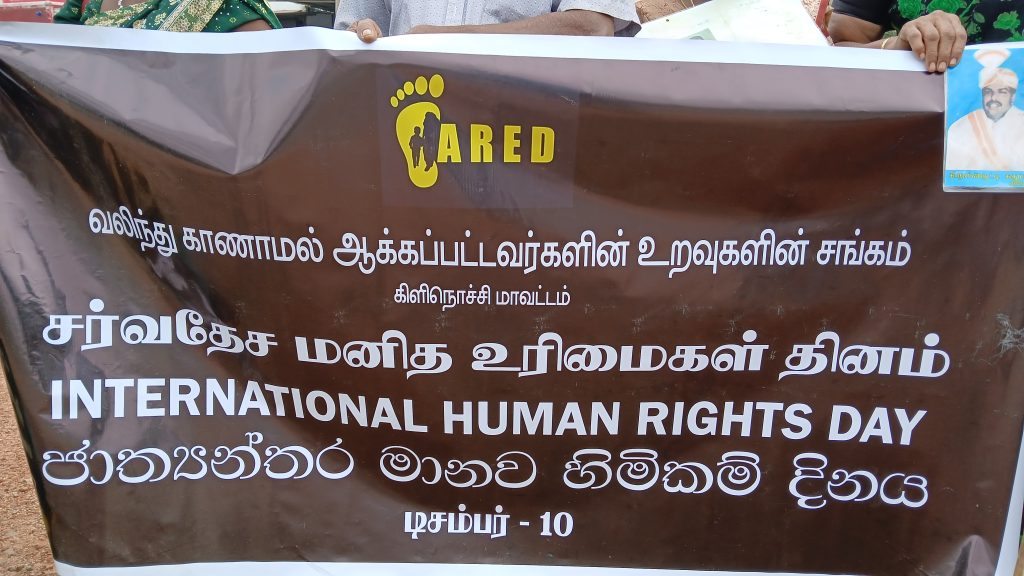 ARED
வலிந்து காணாமல் ஆக்கப்பட்டவர்களின் உறவுகளின் சங்கம்
கிளிநொச்சி மாவட்டம்
சர்வதேச மனித உரிமைகள் தினம்
INTERNATIONAL HUMAN RIGHTS DAY
ජාත්‍යන්තර මානව හිමිකම් දිනය
டிசம்பர் - 10